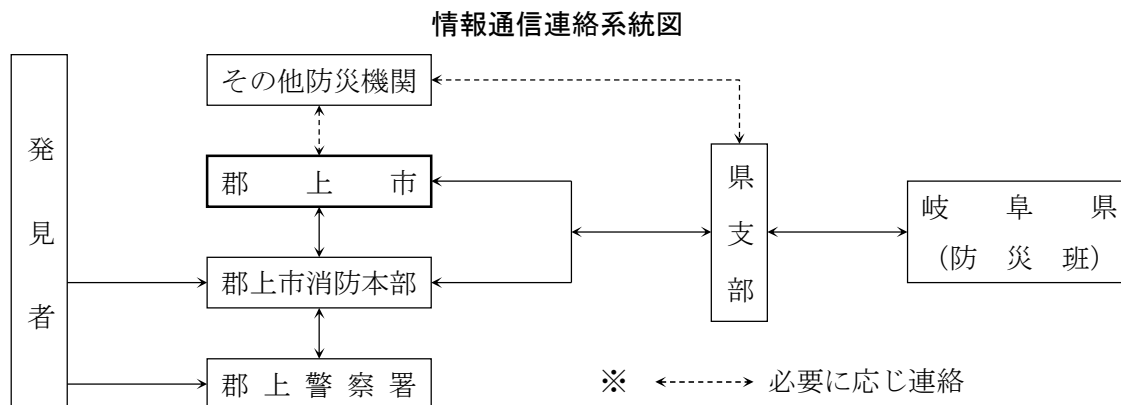 情報通信連絡系統図
発見者
その他防災機関
郡上市
郡上市消防本部
郡上警察署
県支部
岐阜県
（防災班）
※ 必要に応じ連絡